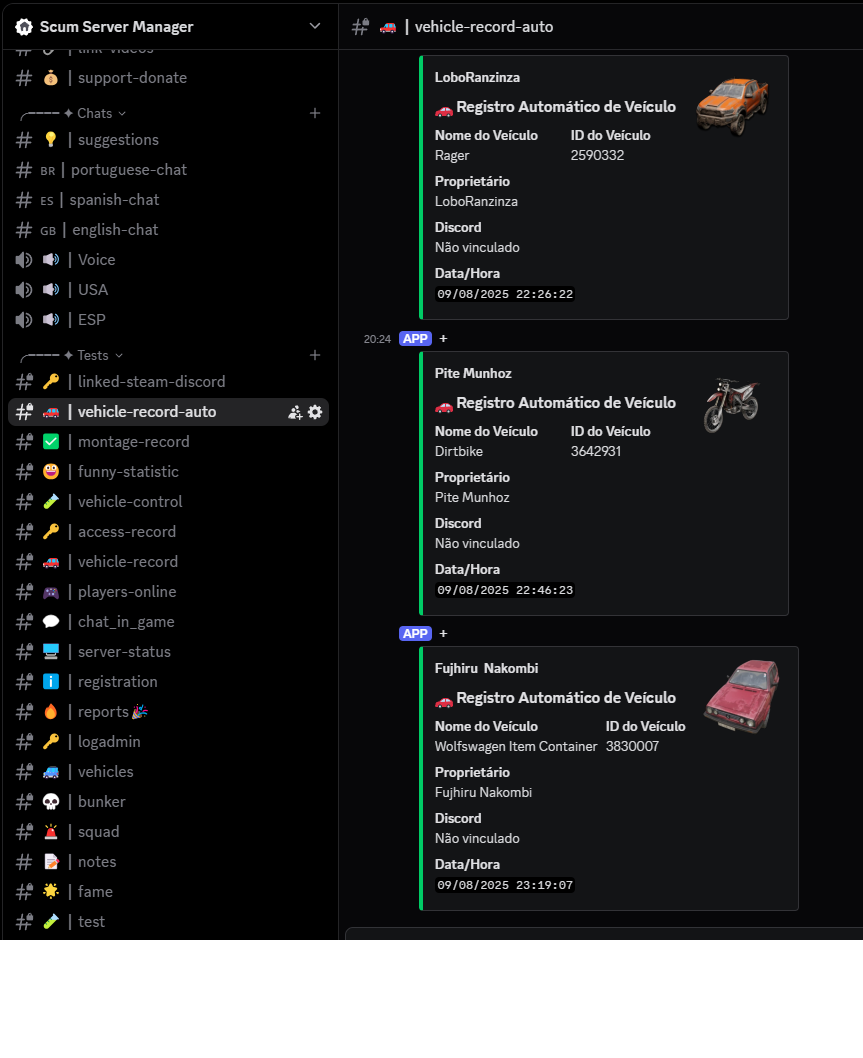 Scum Server Manager
link-videos
| support-donate
Chats
| suggestions
BR | portuguese-chat
ES | spanish-chat
GB | english-chat
| Voice
| USA
| ESP
Tests
| linked-steam-discord
| vehicle-record-auto
| montage-record
| funny-statistic
| vehicle-control
| access-record
| vehicle-record
| players-online
| chat_in_game
| server-status
| registration
| reports
| logadmin
| vehicles
| bunker
| squad
| notes
| fame
| test
| vehicle-record-auto
LoboRanzinza
Registro Automático de Veículo
Nome do Veículo ID do Veículo
Rager 2590332
Proprietário
LoboRanzinza
Discord
Não vinculado
Data/Hora
09/08/2025 22:26:22
20:24 APP +
Pite Munhoz
Registro Automático de Veículo
Nome do Veículo ID do Veículo
Dirtbike 3642931
Proprietário
Pite Munhoz
Discord
Não vinculado
Data/Hora
09/08/2025 22:46:23
APP +
Fujhiru Nakombi
Registro Automático de Veículo
Nome do Veículo ID do Veículo
Wolfswagen Item Container 3830007
Proprietário
Fujhiru Nakombi
Discord
Não vinculado
Data/Hora
09/08/2025 23:19:07